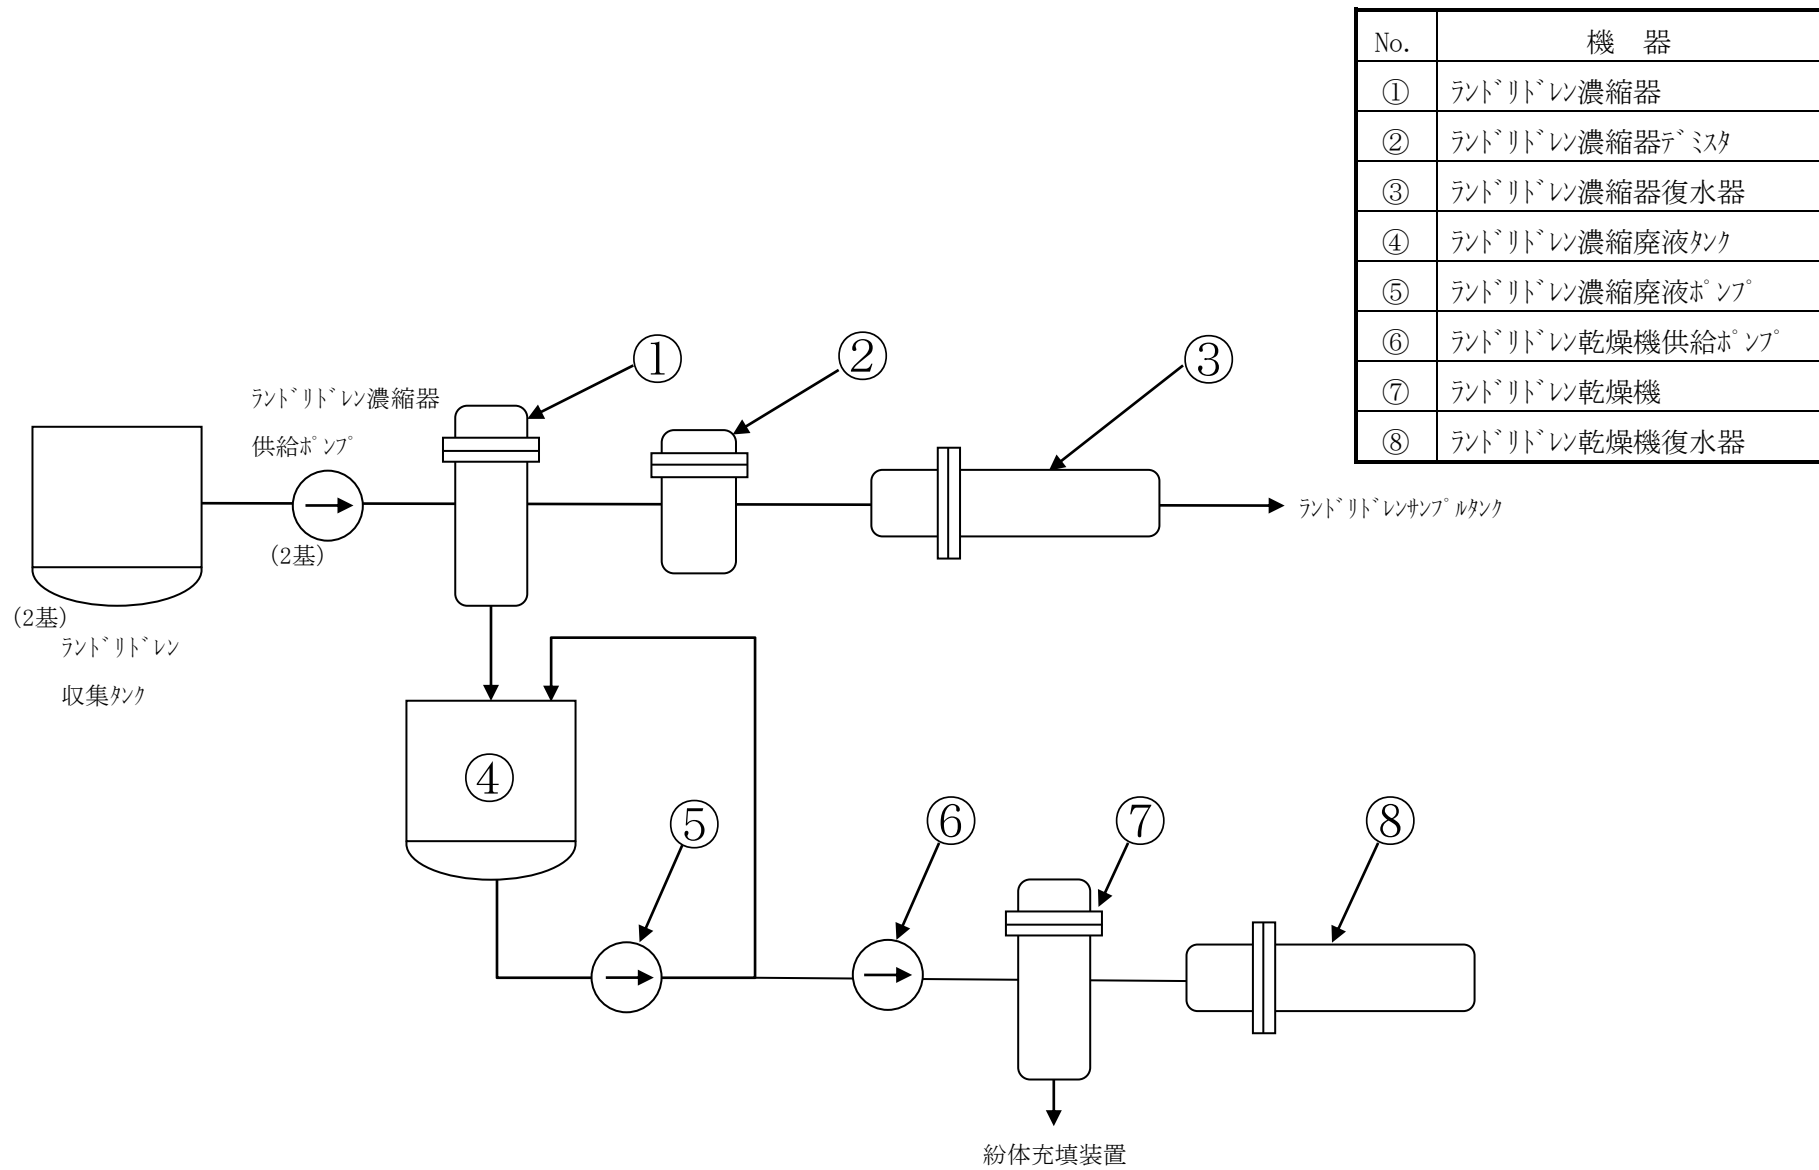 No. 機 器
① ﾗﾝﾄﾞﾘﾄﾞﾚﾝ濃縮器
② ﾗﾝﾄﾞﾘﾄﾞﾚﾝ濃縮器ﾃﾞﾐｽﾀ
③ ﾗﾝﾄﾞﾘﾄﾞﾚﾝ濃縮器復水器
④ ﾗﾝﾄﾞﾘﾄﾞﾚﾝ濃縮廃液ﾀﾝｸ
⑤ ﾗﾝﾄﾞﾘﾄﾞﾚﾝ濃縮廃液ﾎﾟﾝﾌﾟ
⑥ ﾗﾝﾄﾞﾘﾄﾞﾚﾝ乾燥機供給ﾎﾟﾝﾌﾟ
⑦ ﾗﾝﾄﾞﾘﾄﾞﾚﾝ乾燥機
⑧ ﾗﾝﾄﾞﾘﾄﾞﾚﾝ乾燥機復水器
① ② ③
ﾗﾝﾄﾞﾘﾄﾞﾚﾝ濃縮器
供給ﾎﾟﾝﾌﾟ
(2基)
ﾗﾝﾄﾞﾘﾄﾞﾚﾝｻﾝﾌﾟﾙﾀﾝｸ
(2基)
ﾗﾝﾄﾞﾘﾄﾞﾚﾝ
収集ﾀﾝｸ
④
⑤ ⑥ ⑦ ⑧
紛体充填装置